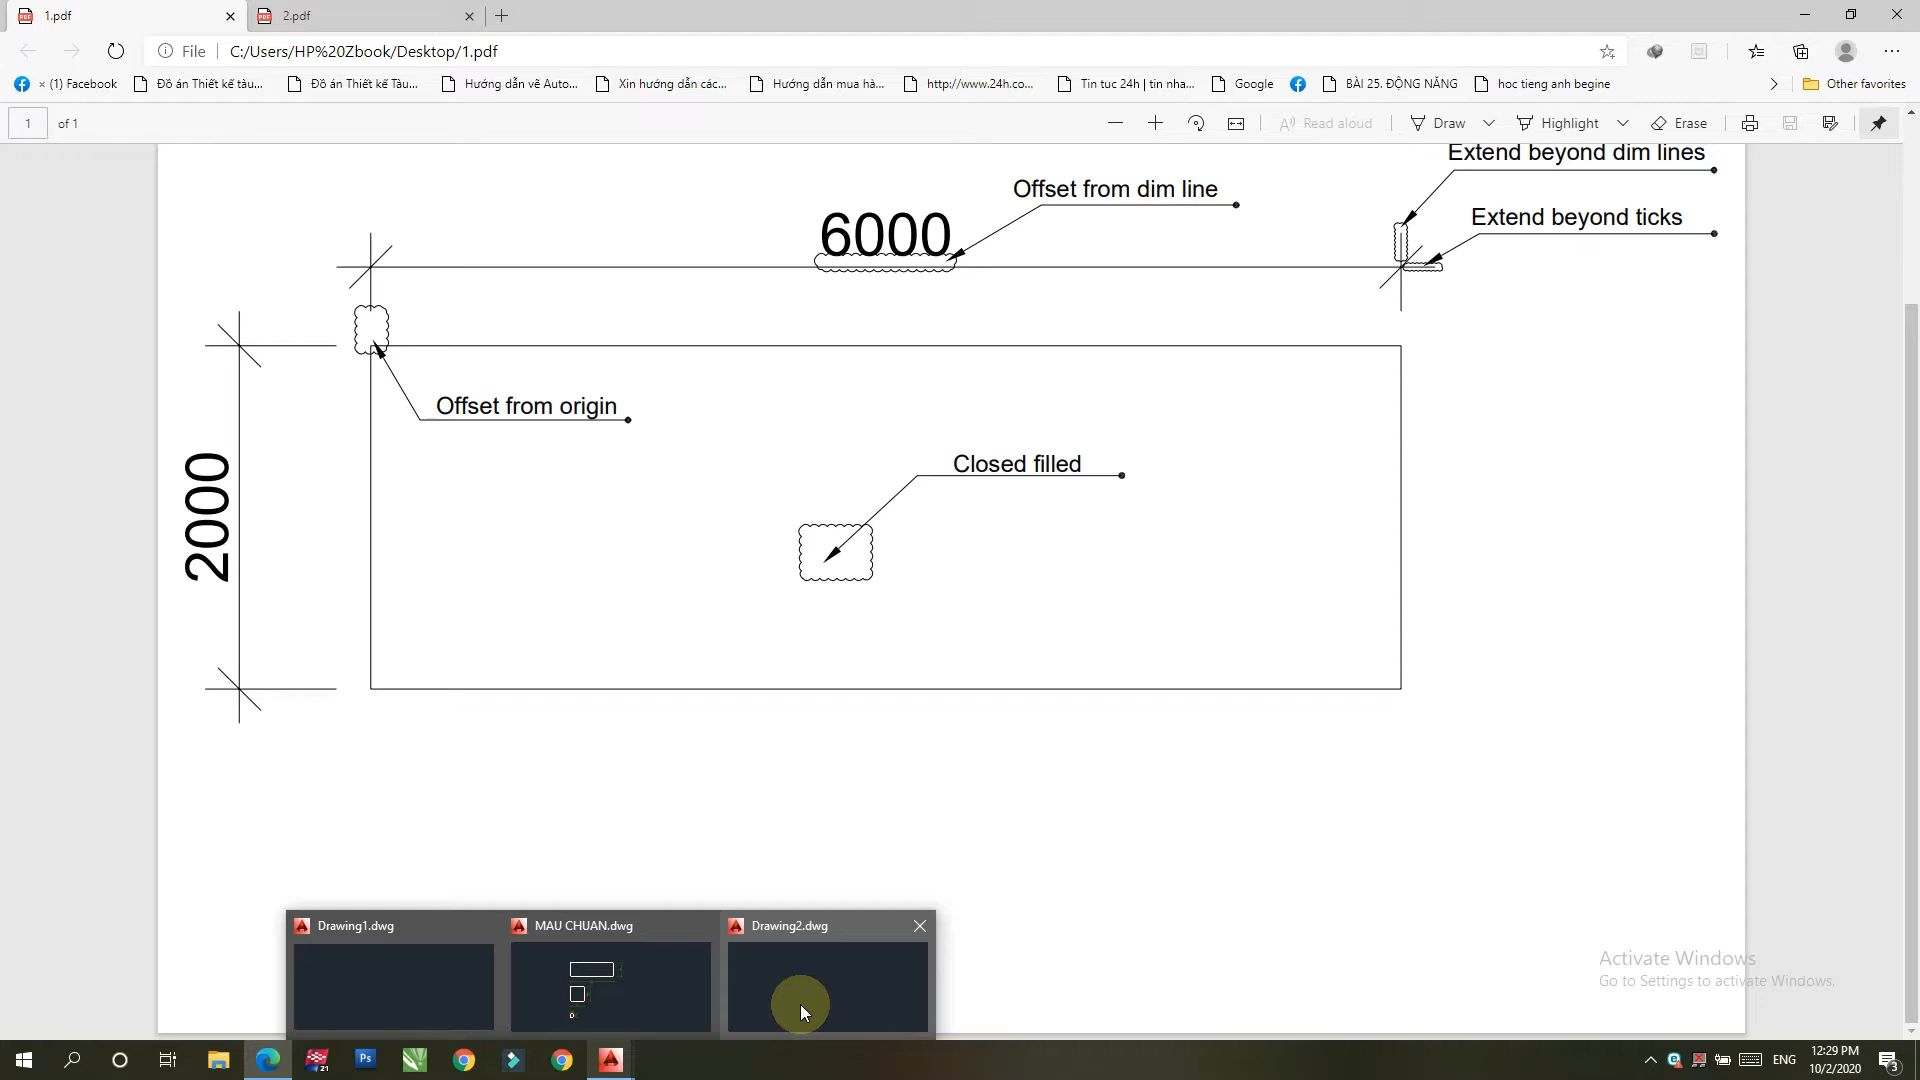 1.pdf
2.pdf
File
C:/Users/HP%20Zbook/Desktop/1.pdf
× (1) Facebook
Đồ án Thiết kế tàu...
Đồ án Thiết kế Tàu...
Hướng dẫn vẽ Auto...
Xin hướng dẫn các...
Hướng dẫn mua hà...
http://www.24h.co...
Tin tuc 24h | tin nha...
Google
BÀI 25. ĐỘNG NĂNG
hoc tieng anh begine
Other favorites
1
of 1
Read aloud
Draw
Highlight
Erase
Extend beyond dim lines
Offset from dim line
6000
Extend beyond ticks
Offset from origin
2000
Closed filled
Drawing1.dwg
MAU CHUAN.dwg
Drawing2.dwg
Activate Windows
Go to Settings to activate Windows.
21
Ps
ENG
12:29 PM
10/2/2020
3